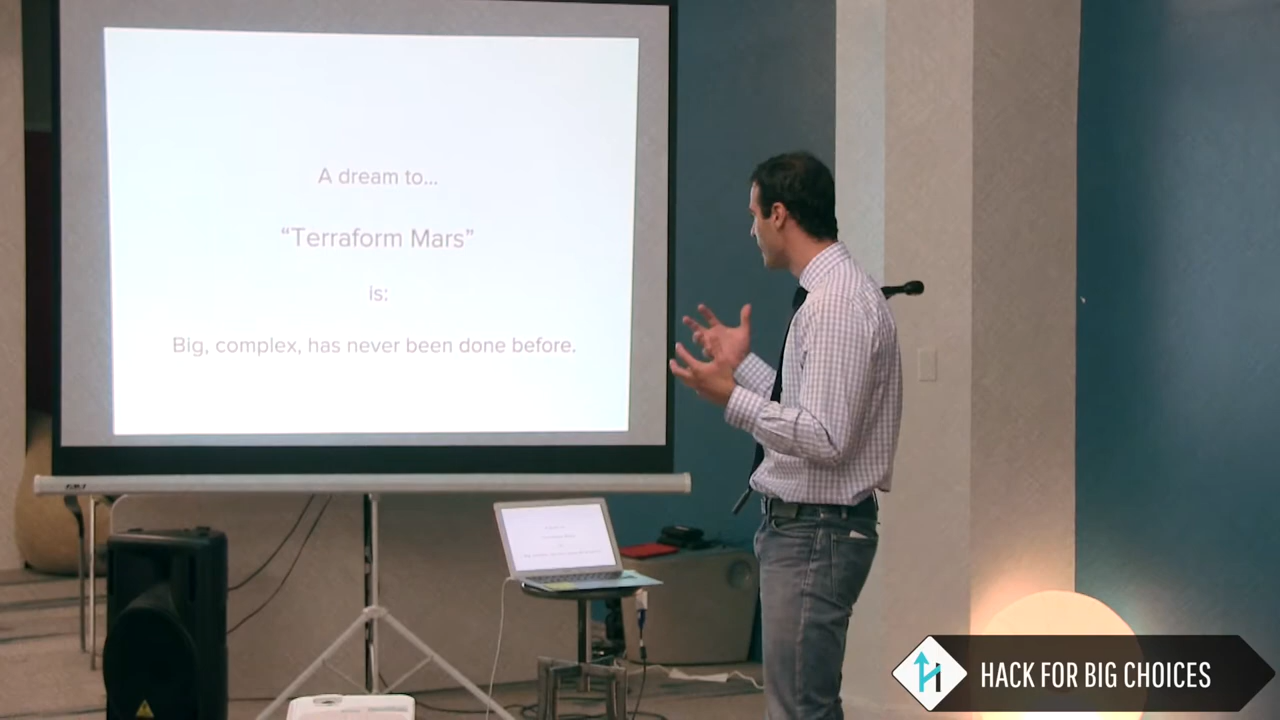 A dream to...
“Terraform Mars”
is:
Big, complex, has never been done before.
HACK FOR BIG CHOICES